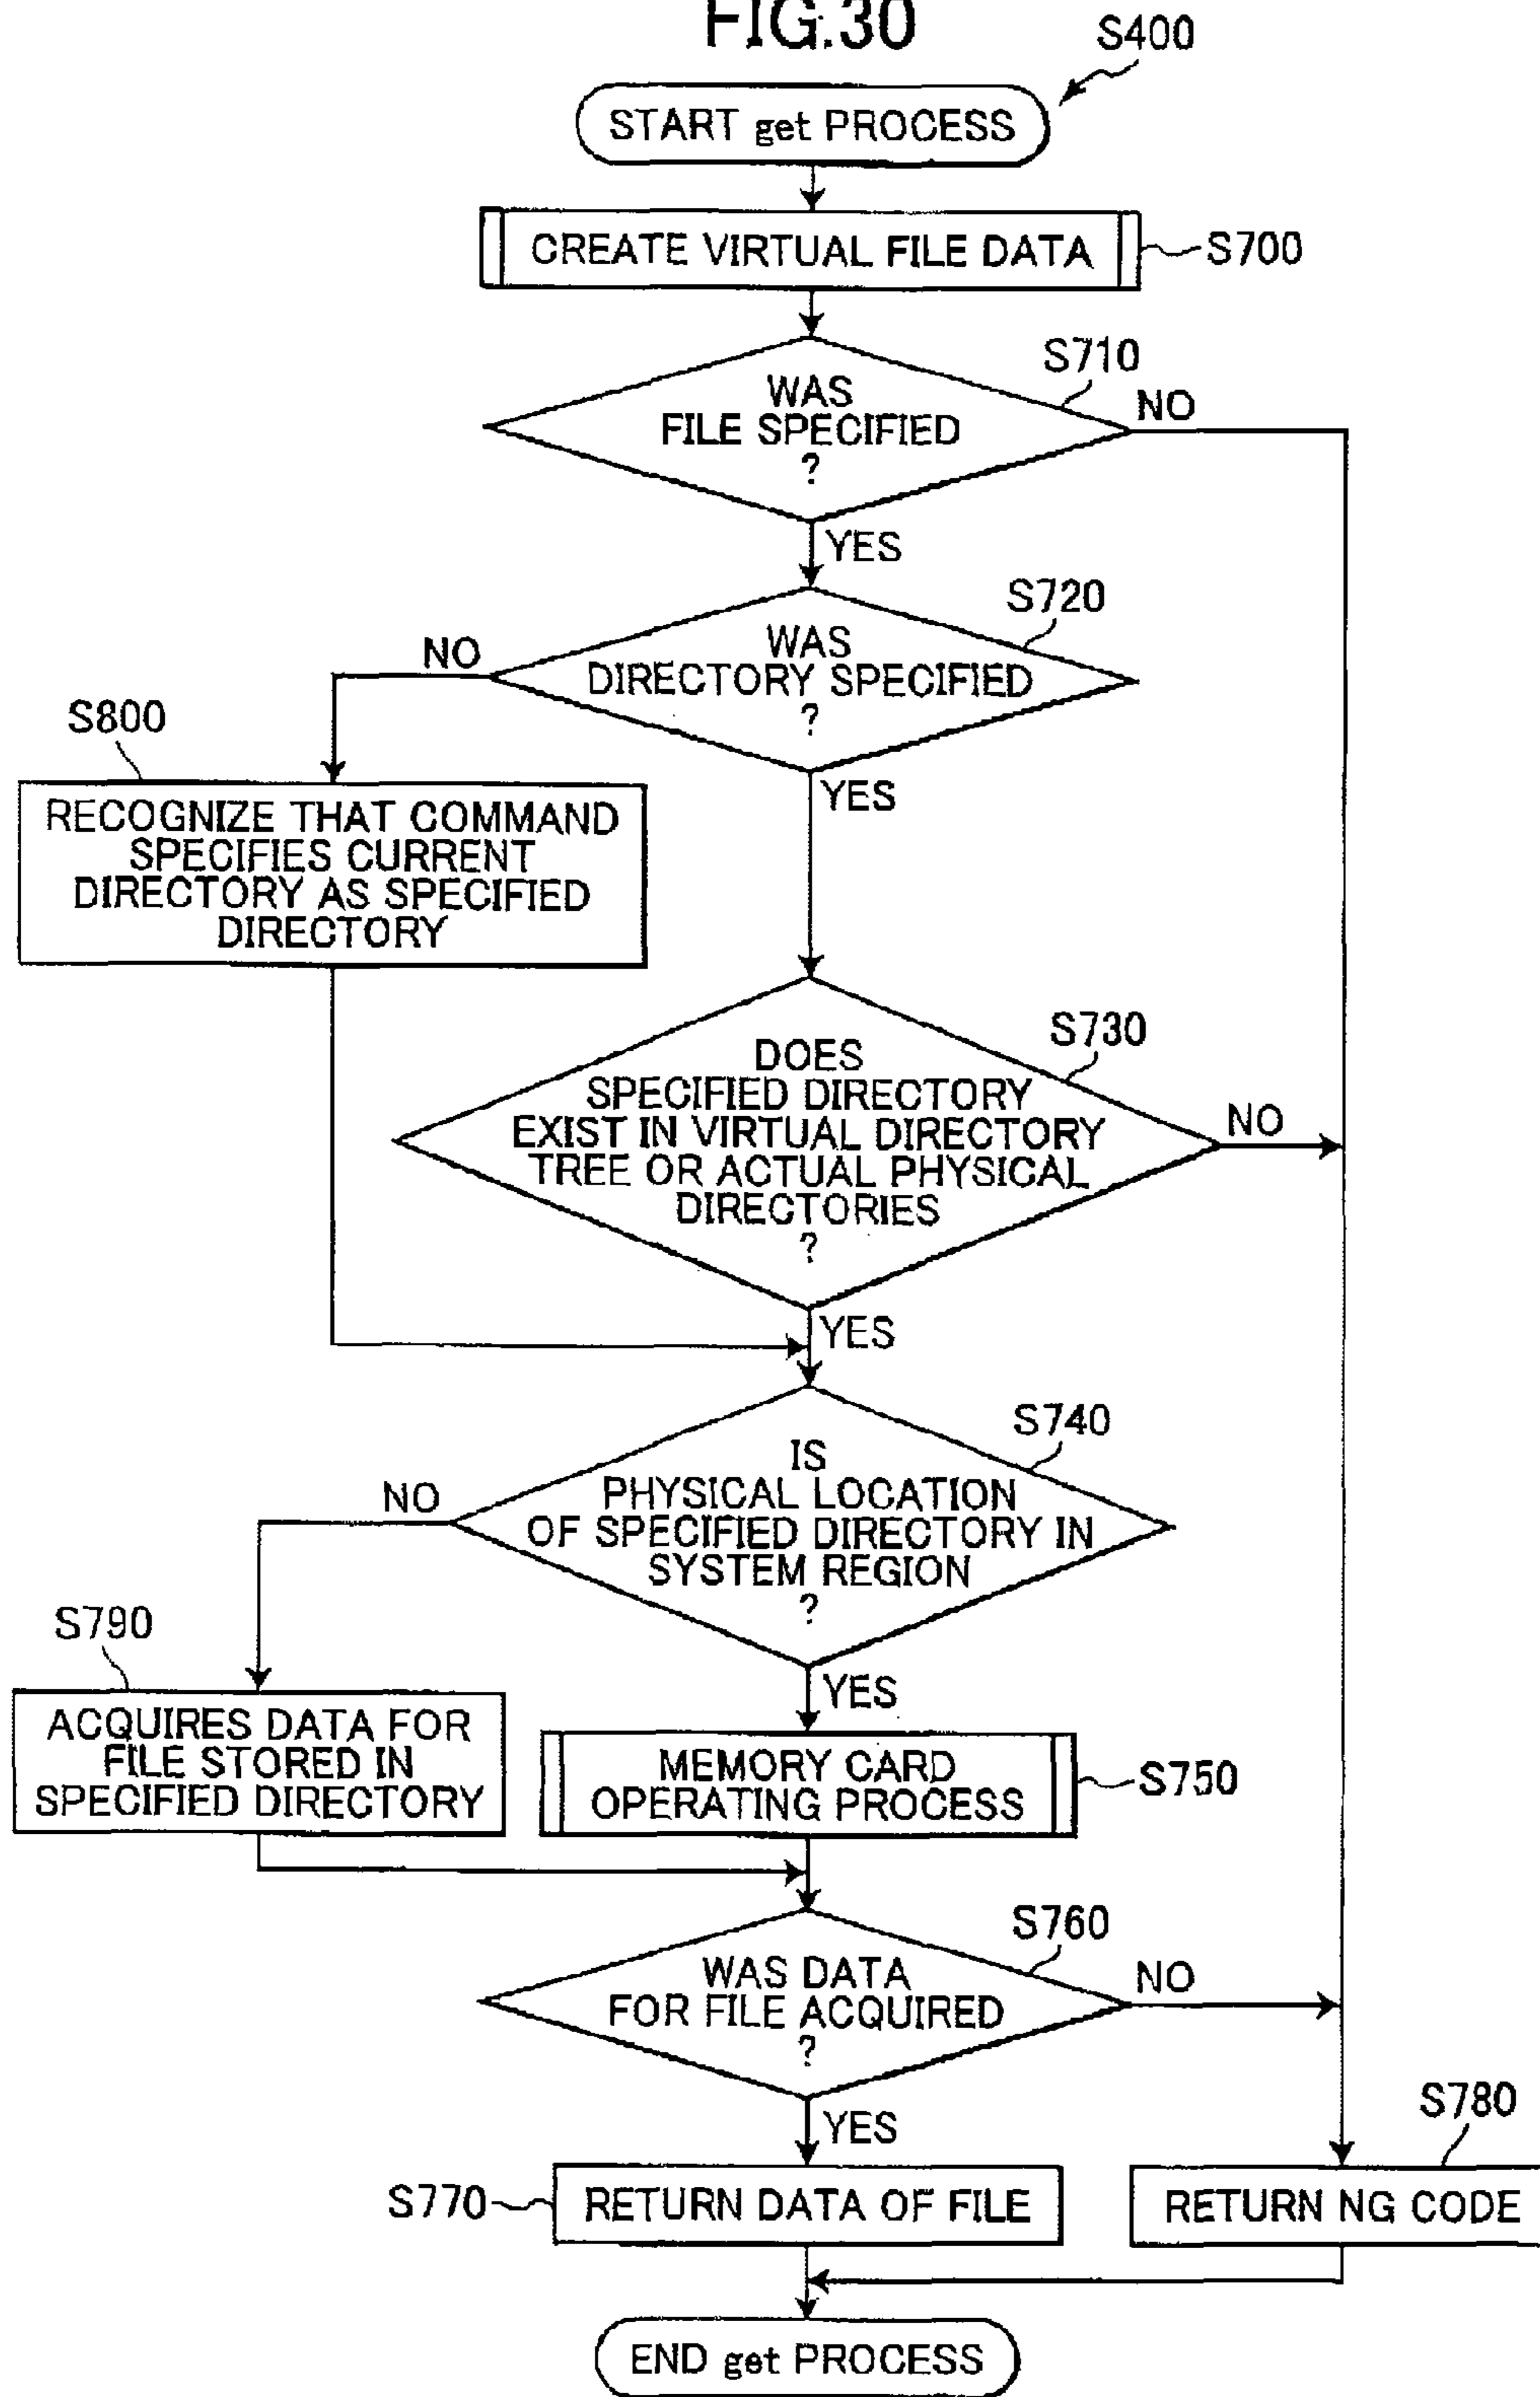 FIG.30
S400
START get PROCESS
CREATE VIRTUAL FILE DATA
S700
S710
WAS
FILE SPECIFIED
?
NO
YES
S720
WAS
DIRECTORY SPECIFIED
?
NO
YES
S800
RECOGNIZE THAT COMMAND
SPECIFIES CURRENT
DIRECTORY AS SPECIFIED
DIRECTORY
S730
DOES
SPECIFIED DIRECTORY
EXIST IN VIRTUAL DIRECTORY
TREE OR ACTUAL PHYSICAL
DIRECTORIES
?
NO
YES
S740
IS
PHYSICAL LOCATION
OF SPECIFIED DIRECTORY IN
SYSTEM REGION
?
NO
YES
S790
ACQUIRES DATA FOR
FILE STORED IN
SPECIFIED DIRECTORY
MEMORY CARD
OPERATING PROCESS
S750
S760
WAS DATA
FOR FILE ACQUIRED
?
NO
YES
S770
RETURN DATA OF FILE
S780
RETURN NG CODE
END get PROCESS